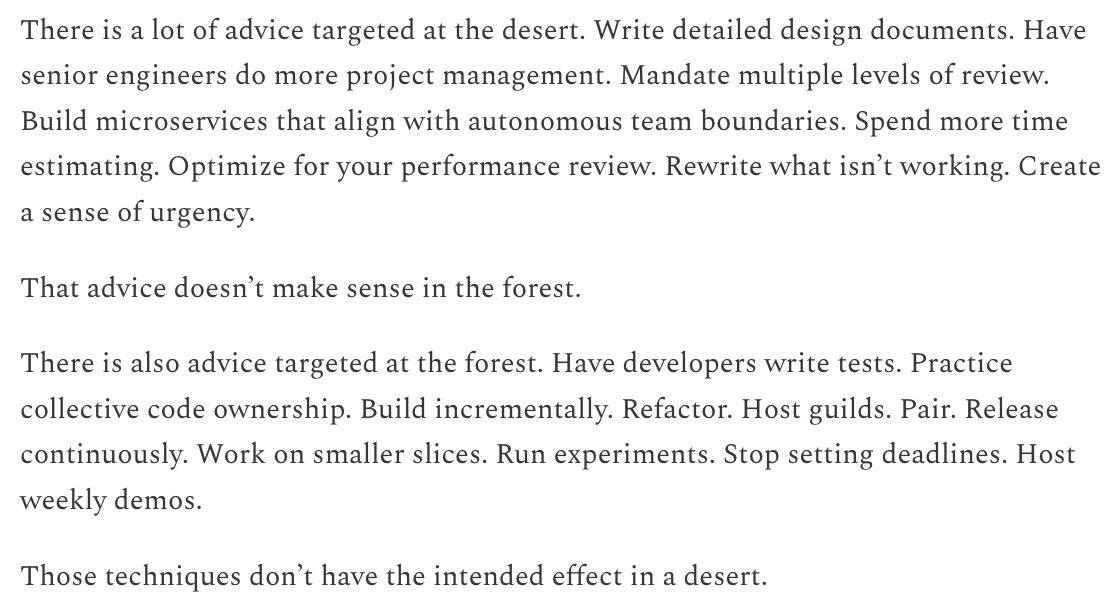 There is a lot of advice targeted at the desert. Write detailed design documents. Have
senior engineers do more project management. Mandate multiple levels of review.
Build microservices that align with autonomous team boundaries. Spend more time
estimating. Optimize for your performance review. Rewrite what isn’t working. Create
a sense of urgency.
That advice doesn’t make sense in the forest.
There is also advice targeted at the forest. Have developers write tests. Practice
collective code ownership. Build incrementally. Refactor. Host guilds. Pair. Release
continuously. Work on smaller slices. Run experiments. Stop setting deadlines. Host
weekly demos.
Those techniques don’t have the intended effect in a desert.